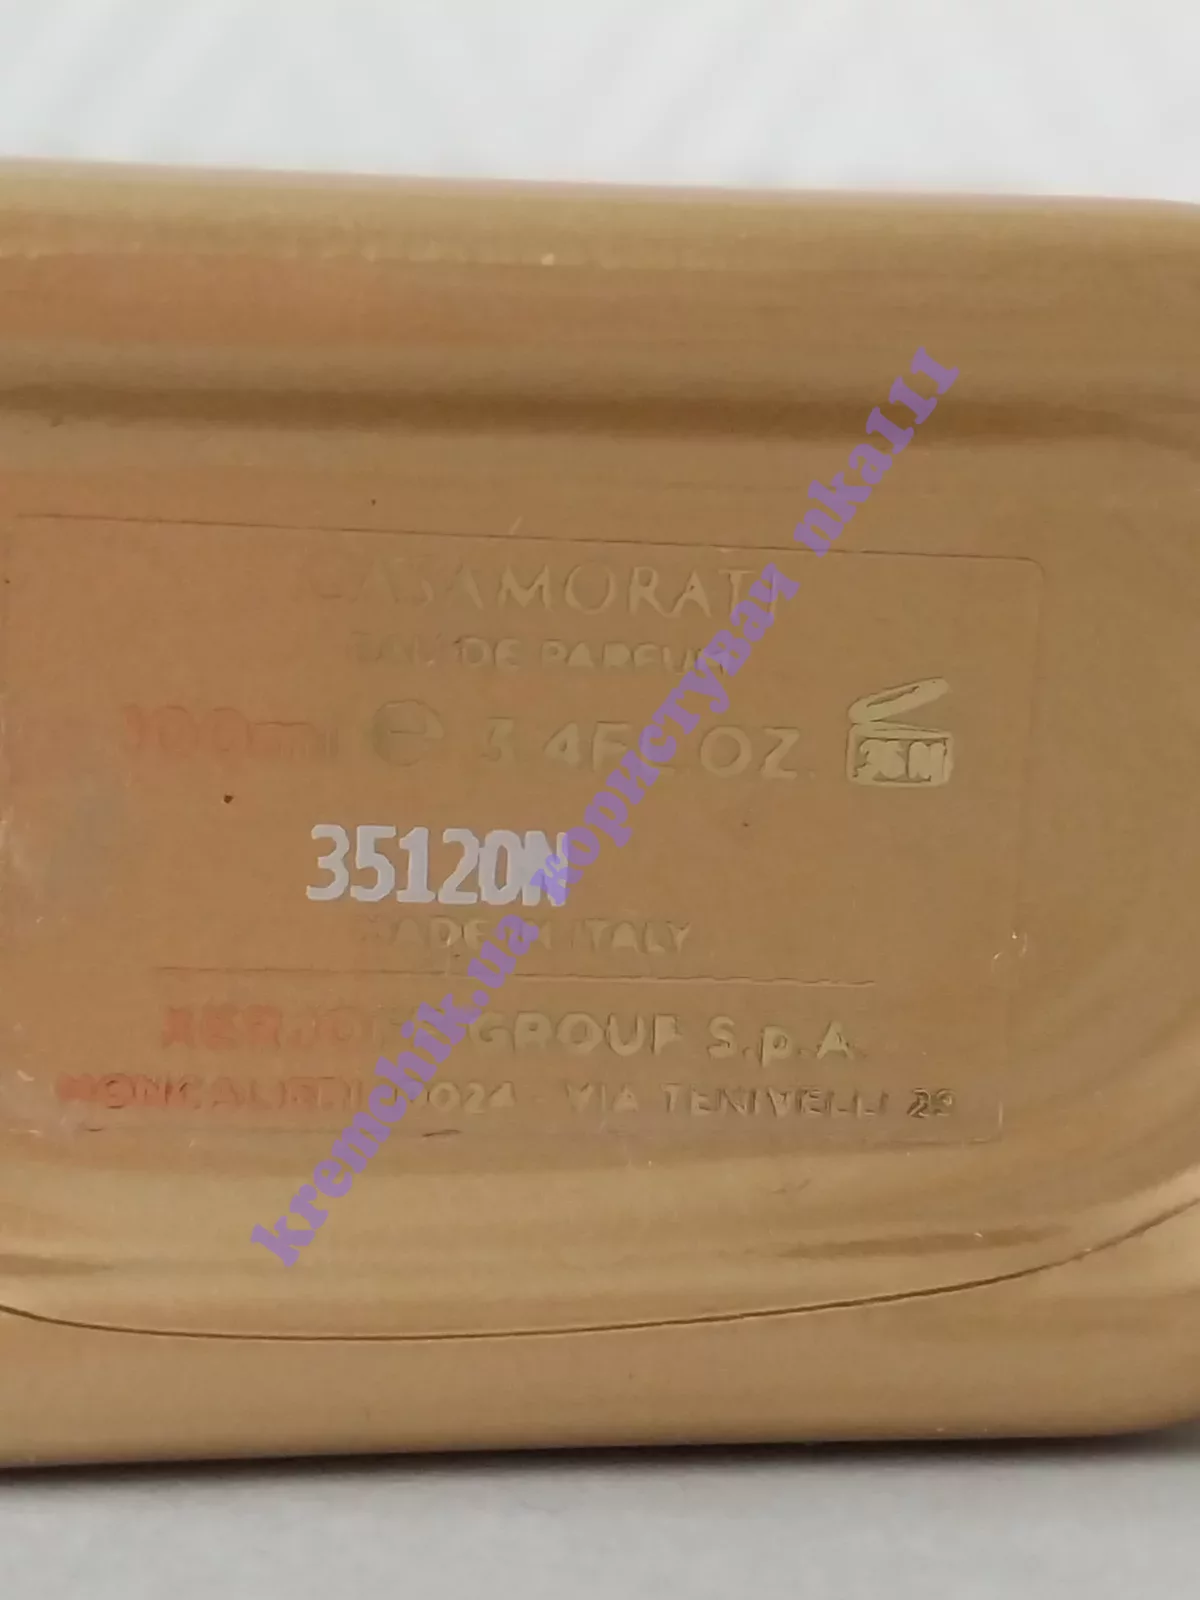 CASAMORATI
EAU DE PARFUM
100ml e 3.4FL OZ. 36M
35120N
MADE IN ITALY
XERJOFF GROUP S.p.A.
MONCALIERI 10024 - VIA TENIVELLI 29
kremchik.ua користувач nka111